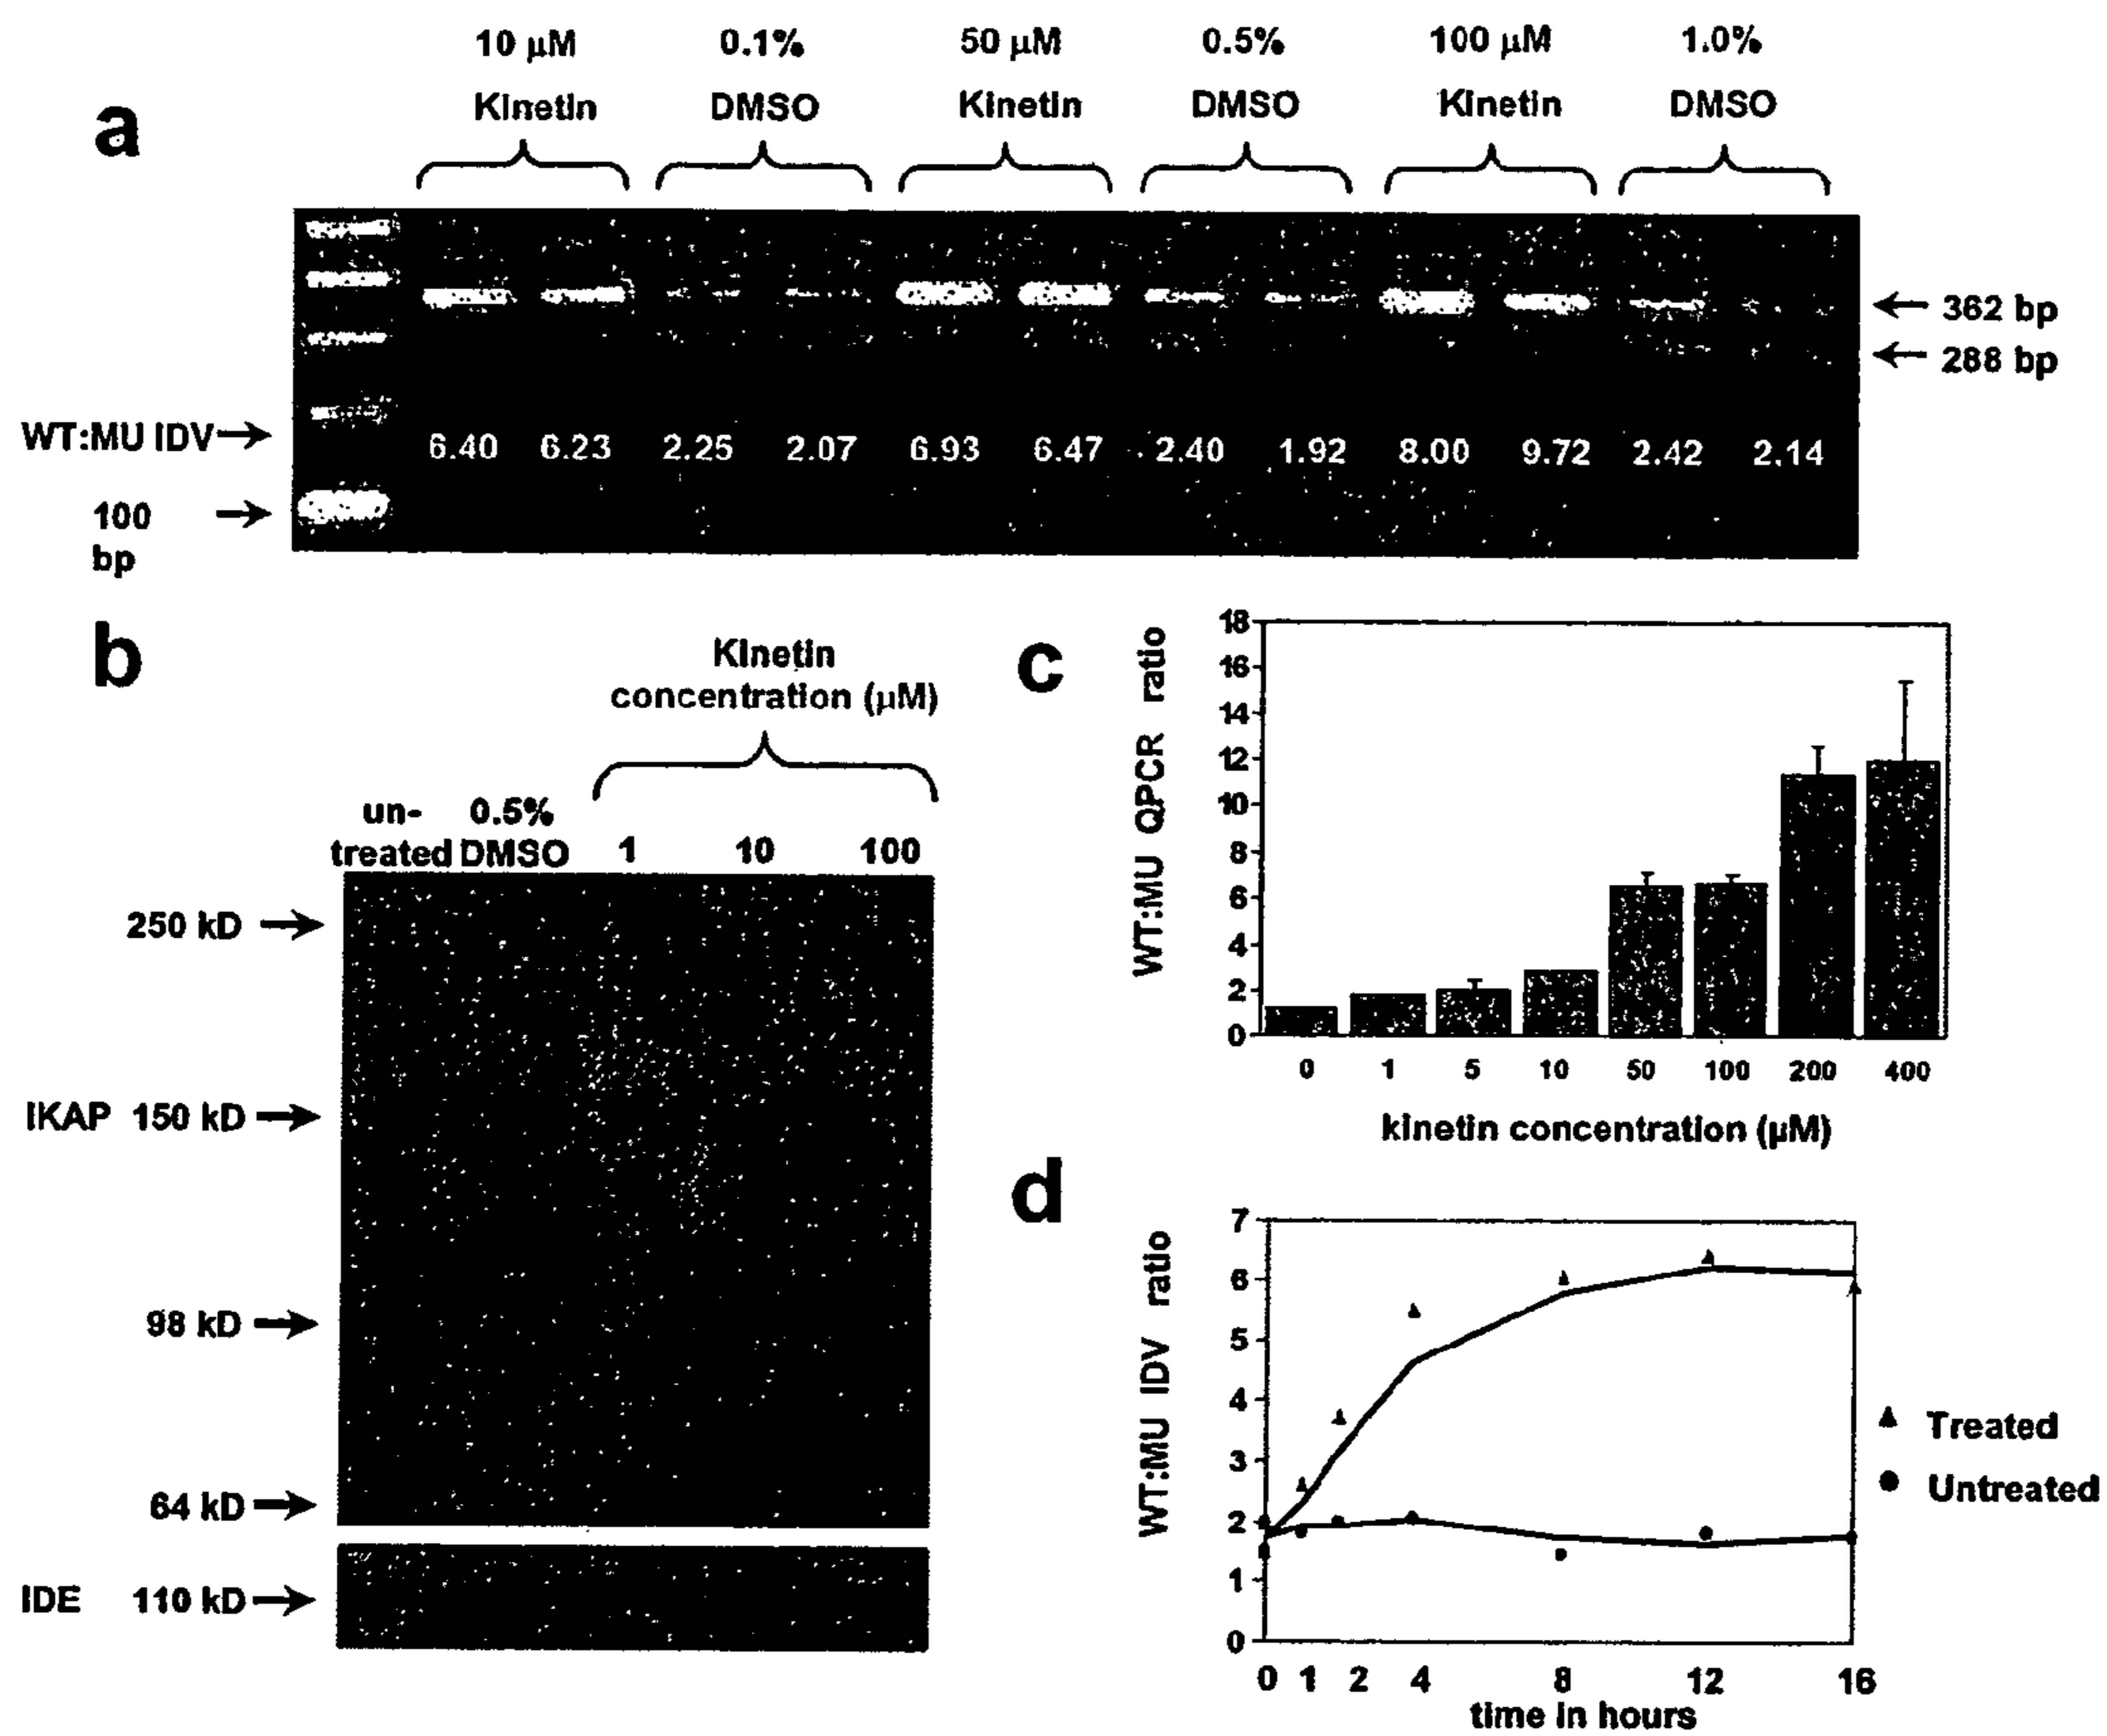 a
10 µM 0.1% 50 µM 0.5% 100 µM 1.0%
Kinetin DMSO Kinetin DMSO Kinetin DMSO
362 bp
288 bp
WT:MU IDV
6.40 6.23 2.25 2.07 6.93 6.47 2.40 1.92 8.00 9.72 2.42 2.14
100
bp
b
Kinetin
concentration (µM)
un- 0.5%
treated DMSO 1 10 100
250 kD
IKAP 150 kD
98 kD
64 kD
IDE 110 kD
c
WT:MU QPCR ratio
18
16
14
12
10
8
6
4
2
0
0 1 5 10 50 100 200 400
kinetin concentration (µM)
d
WT:MU IDV ratio
7
6
5
4
3
2
1
0
0 1 2 4 8 12 16
time in hours
Treated
Untreated